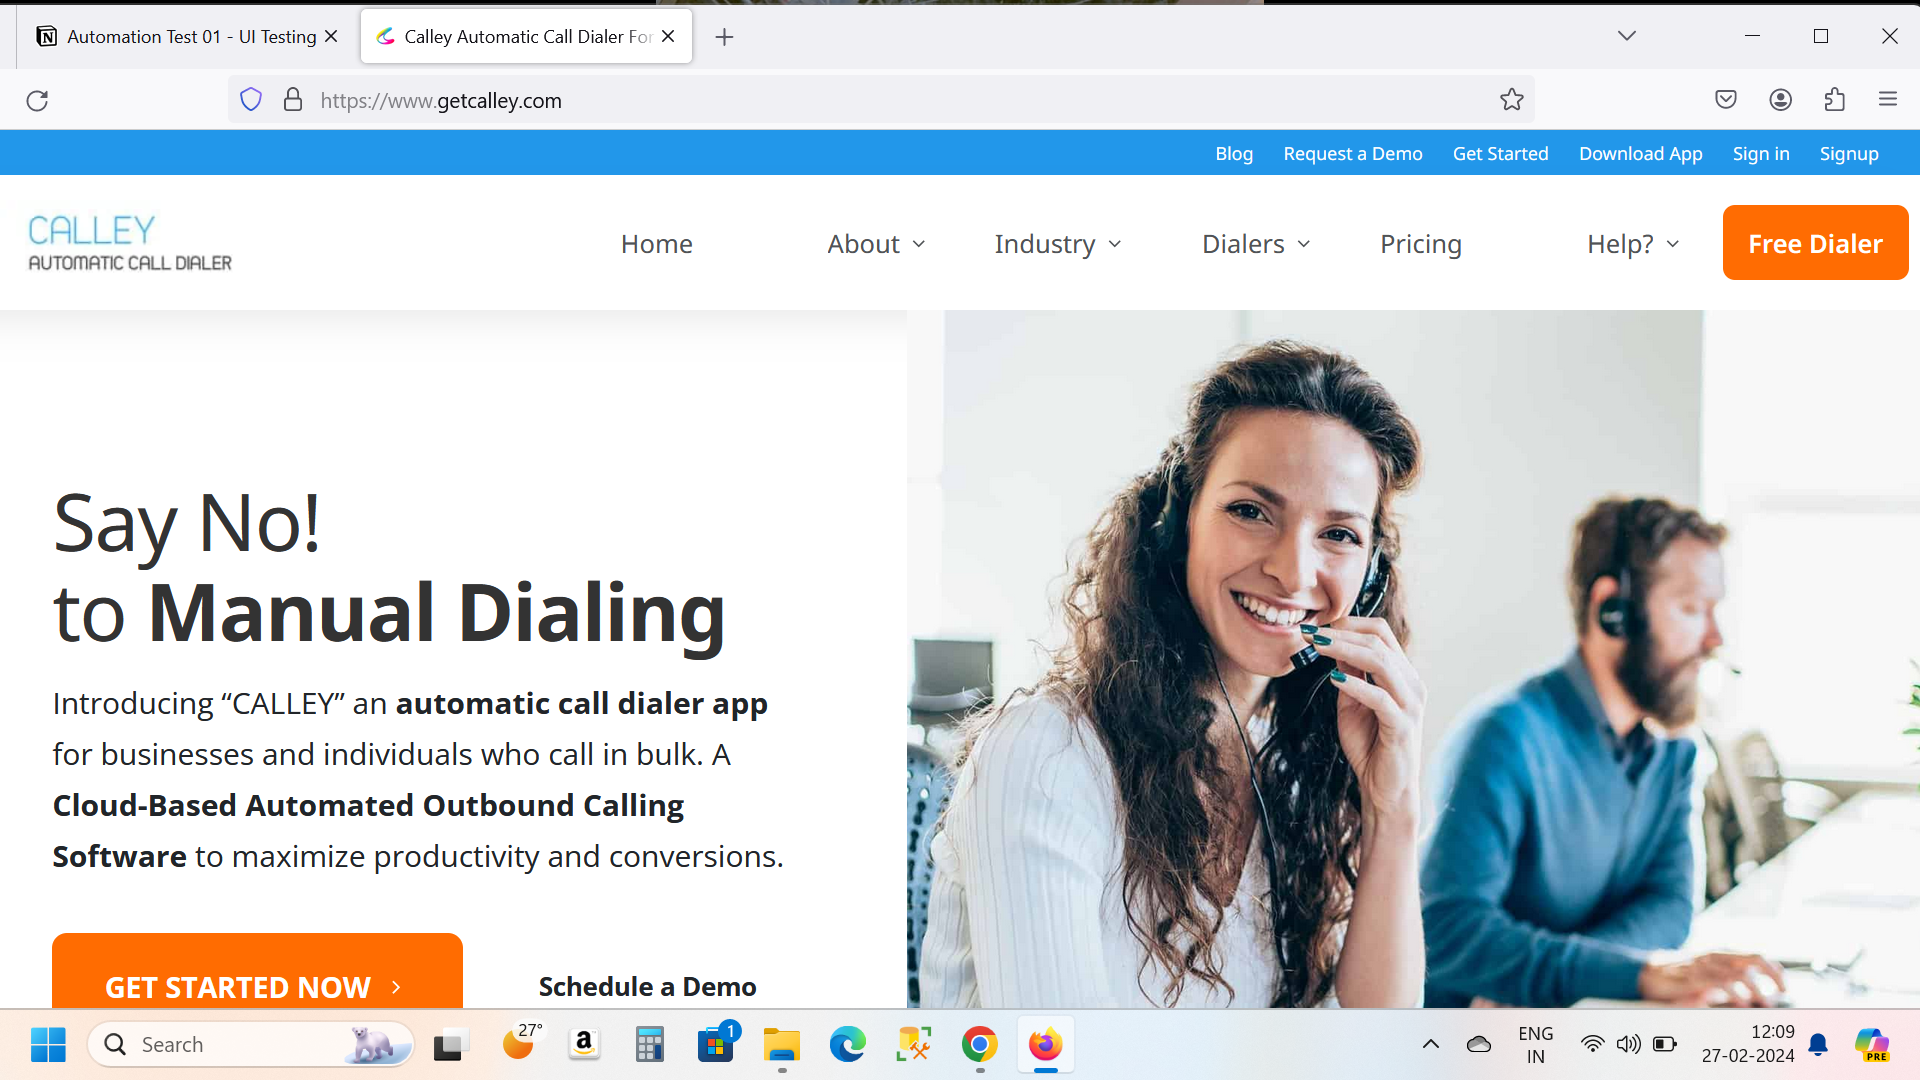 Automation Test 01 - UI Testing
Calley Automatic Call Dialer For
https://www.getcalley.com
Blog Request a Demo Get Started Download App Sign in Signup
CALLEY
AUTOMATIC CALL DIALER
Home About Industry Dialers Pricing Help? Free Dialer
Say No!
to Manual Dialing
Introducing “CALLEY” an automatic call dialer app
for businesses and individuals who call in bulk. A
Cloud-Based Automated Outbound Calling
Software to maximize productivity and conversions.
GET STARTED NOW
Schedule a Demo
Search
27°
a
1
ENG
IN
12:09
27-02-2024
PRE